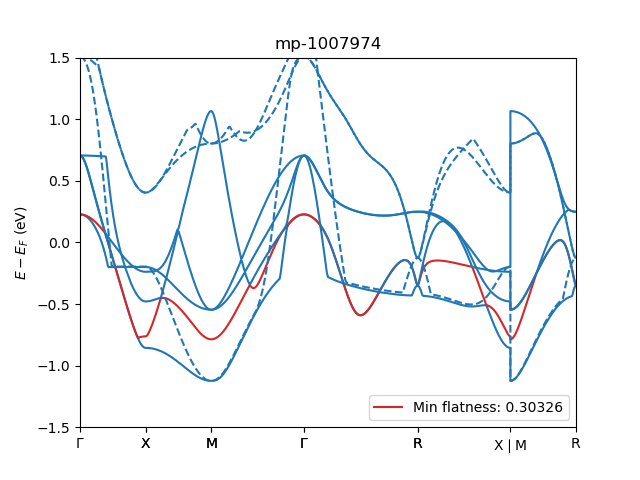 mp-1007974
E − E_F (eV)
1.5
1.0
0.5
0.0
−0.5
−1.0
−1.5
Min flatness: 0.30326
Γ X M Γ R X | M R